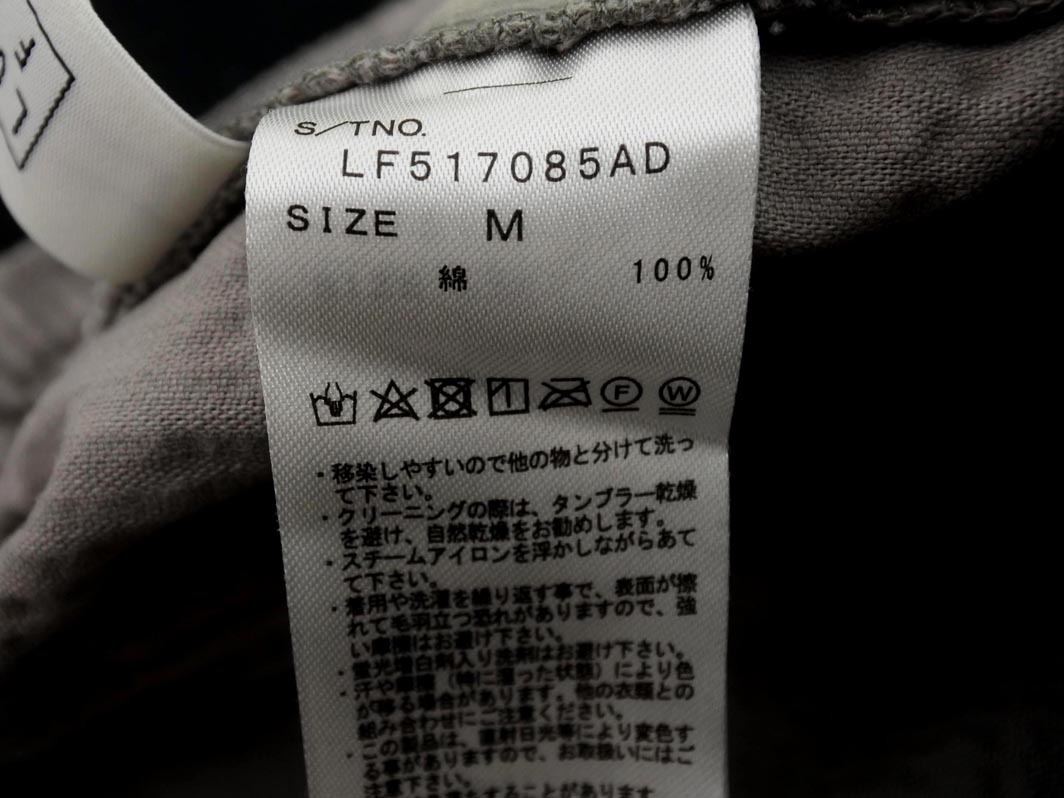 S/TNO.
LF517085AD
SIZE M
綿 100%
F W
・移染しやすいので他の物と分けて洗っ
て下さい。
・クリーニングの際は、タンブラー乾燥
を避け、自然乾燥をお勧めします。
・スチームアイロンを浮かしながらあて
て下さい。
・着用や洗濯を繰り返す事で、表面が擦
れて毛羽立つ恐れがありますので、強
い摩擦はお避け下さい。
・蛍光増白剤入り洗剤はお避け下さい。
・汗や摩擦（特に湿った状態）により色
が移る場合があります。他の衣類との
組み合わせにご注意ください。
・この製品は、直射日光等により変色す
る事がありますので、お取扱いにはご
注意下さい。
事がありますので